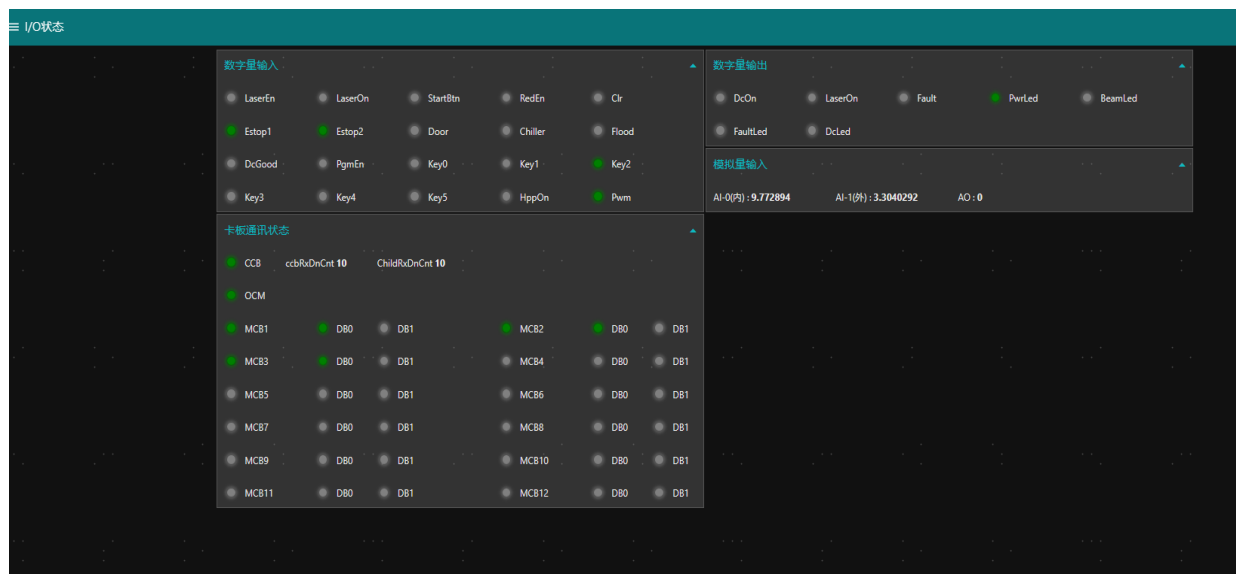 I/O状态
数字量输入
LaserEn LaserOn StartBtn RedEn Clr
Estop1 Estop2 Door Chiller Flood
DcGood PgmEn Key0 Key1 Key2
Key3 Key4 Key5 HppOn Pwm
数字量输出
DcOn LaserOn Fault PwrLed BeamLed
FaultLed DcLed
模拟量输入
AI-0(内) : 9.772894 AI-1(外) : 3.3040292 AO : 0
卡板通讯状态
CCB ccbRxDnCnt 10 ChildRxDnCnt 10
OCM
MCB1 DB0 DB1 MCB2 DB0 DB1
MCB3 DB0 DB1 MCB4 DB0 DB1
MCB5 DB0 DB1 MCB6 DB0 DB1
MCB7 DB0 DB1 MCB8 DB0 DB1
MCB9 DB0 DB1 MCB10 DB0 DB1
MCB11 DB0 DB1 MCB12 DB0 DB1